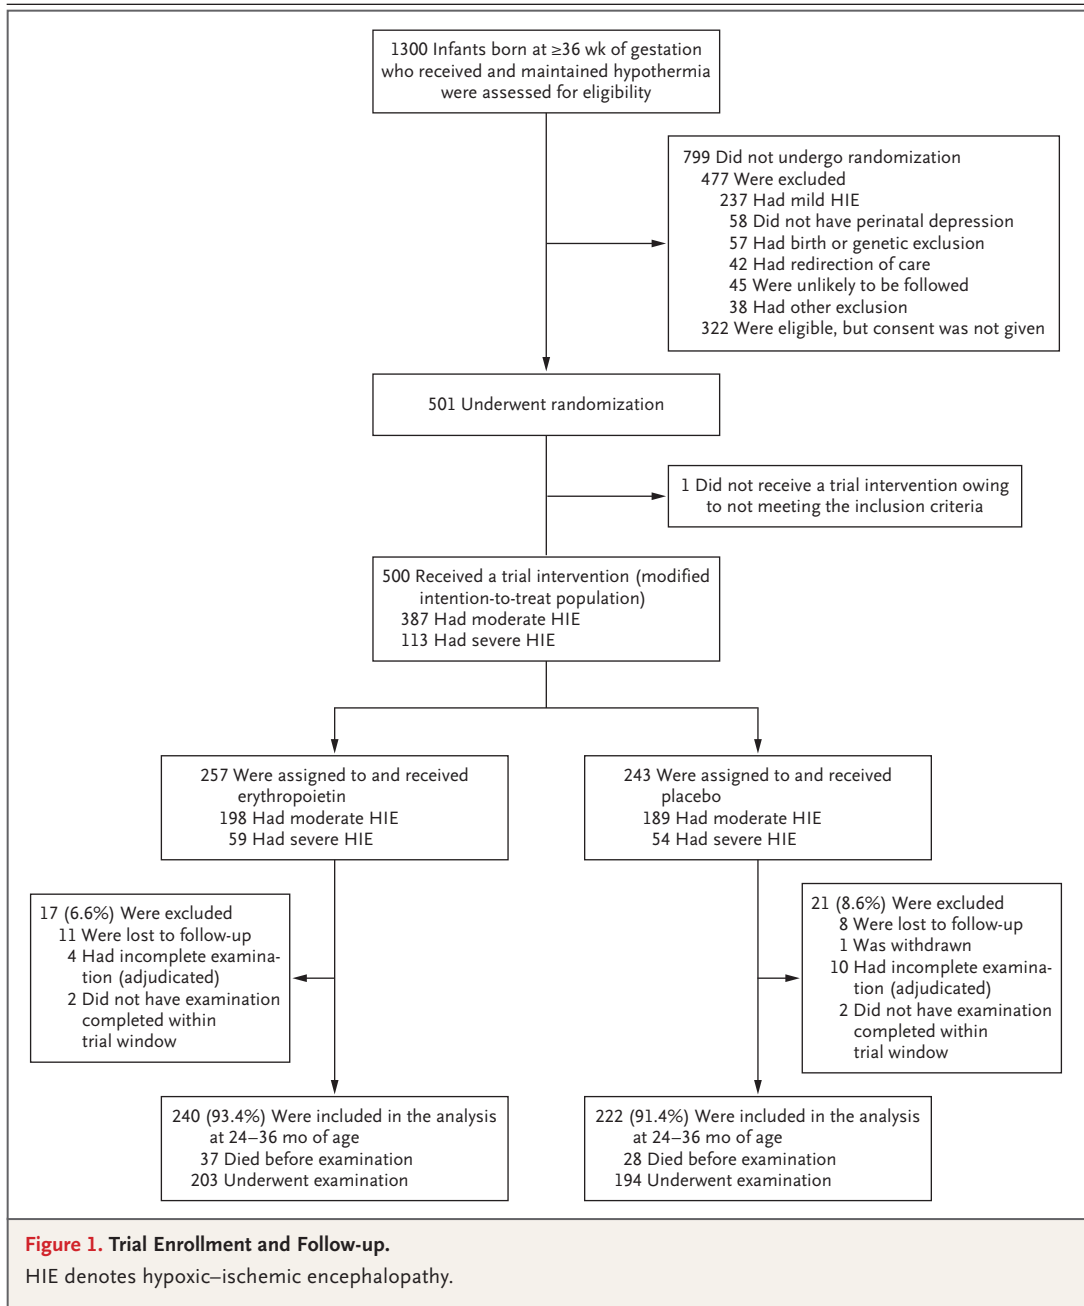 1300 Infants born at ≥36 wk of gestation
who received and maintained hypothermia
were assessed for eligibility
799 Did not undergo randomization
477 Were excluded
237 Had mild HIE
58 Did not have perinatal depression
57 Had birth or genetic exclusion
42 Had redirection of care
45 Were unlikely to be followed
38 Had other exclusion
322 Were eligible, but consent was not given
501 Underwent randomization
1 Did not receive a trial intervention owing
to not meeting the inclusion criteria
500 Received a trial intervention (modified
intention-to-treat population)
387 Had moderate HIE
113 Had severe HIE
257 Were assigned to and received
erythropoietin
198 Had moderate HIE
59 Had severe HIE
243 Were assigned to and received
placebo
189 Had moderate HIE
54 Had severe HIE
17 (6.6%) Were excluded
11 Were lost to follow-up
4 Had incomplete examina-
tion (adjudicated)
2 Did not have examination
completed within
trial window
21 (8.6%) Were excluded
8 Were lost to follow-up
1 Was withdrawn
10 Had incomplete examina-
tion (adjudicated)
2 Did not have examination
completed within
trial window
240 (93.4%) Were included in the analysis
at 24–36 mo of age
37 Died before examination
203 Underwent examination
222 (91.4%) Were included in the analysis
at 24–36 mo of age
28 Died before examination
194 Underwent examination
Figure 1. Trial Enrollment and Follow-up.
HIE denotes hypoxic–ischemic encephalopathy.